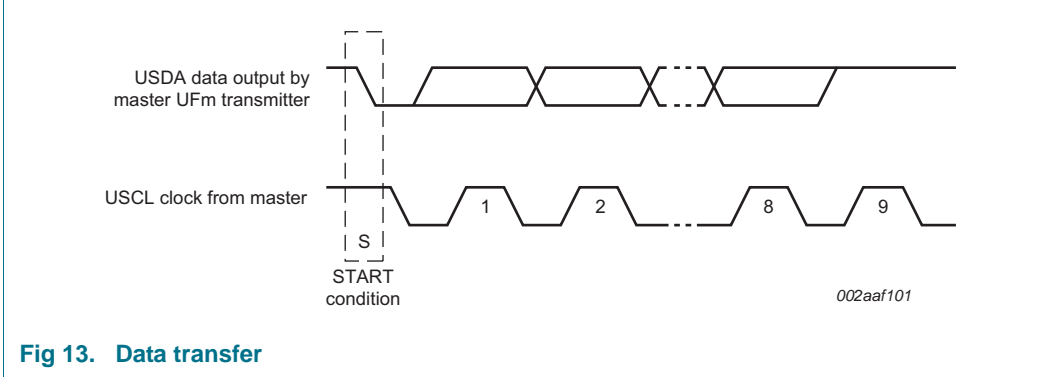 USDA data output by
master UFm transmitter
USCL clock from master
1
2
8
9
S
START
condition
002aaf101
Fig 13. Data transfer